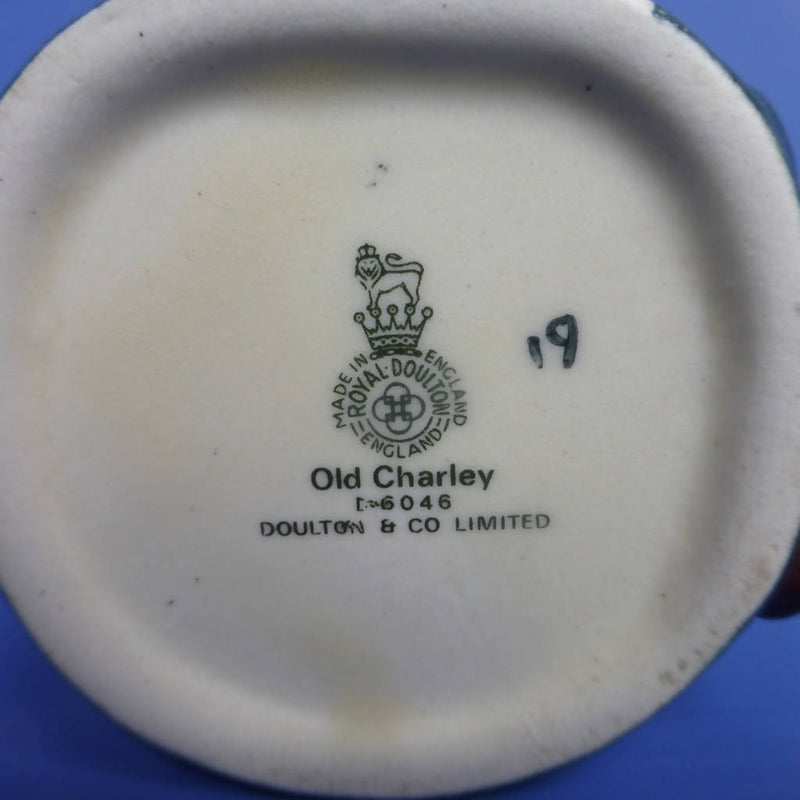 MADE IN ENGLAND
ROYAL·DOULTON
ENGLAND
Old Charley
D 6046
DOULTON & CO LIMITED
19